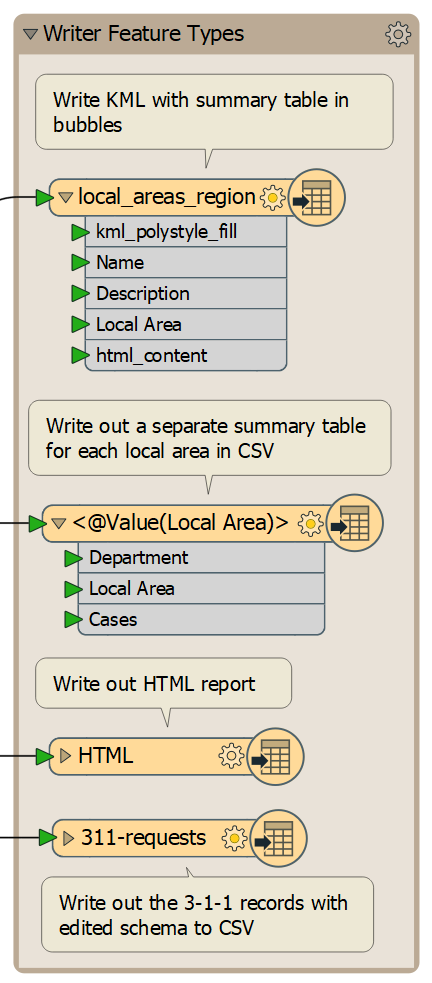 Writer Feature Types
Write KML with summary table in
bubbles
local_areas_region
kml_polystyle_fill
Name
Description
Local Area
html_content
Write out a separate summary table
for each local area in CSV
<@Value(Local Area)>
Department
Local Area
Cases
Write out HTML report
HTML
311-requests
Write out the 3-1-1 records with
edited schema to CSV